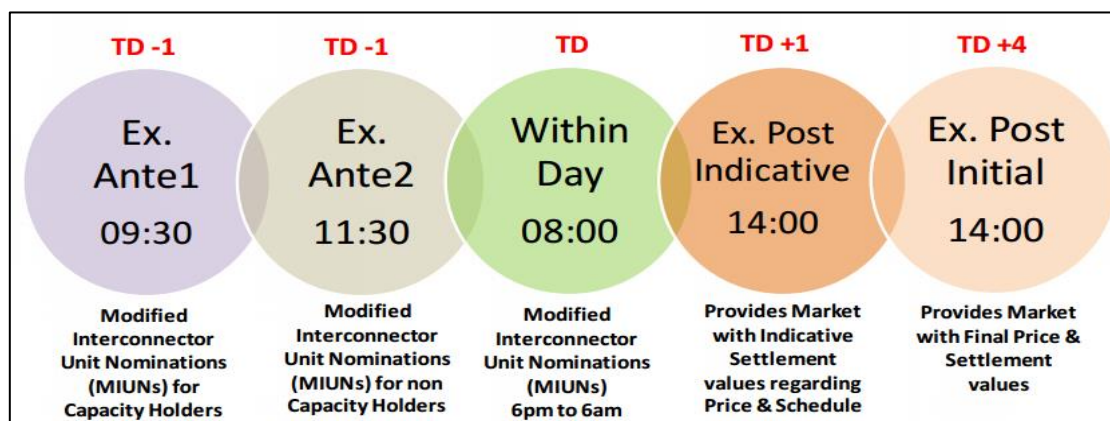 TD -1
TD -1
TD
TD +1
TD +4
Ex.
Ante1
09:30
Ex.
Ante2
11:30
Within
Day
08:00
Ex. Post
Indicative
14:00
Ex. Post
Initial
14:00
Modified
Interconnector
Unit Nominations
(MIUNs) for
Capacity Holders
Modified
Interconnector
Unit Nominations
(MIUNs) for non
Capacity Holders
Modified
Interconnector
Unit Nominations
(MIUNs)
6pm to 6am
Provides Market
with Indicative
Settlement
values regarding
Price & Schedule
Provides Market
with Final Price &
Settlement
values